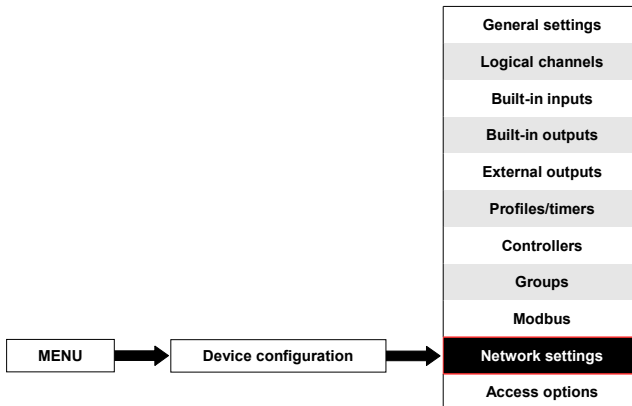 General settings
Logical channels
Built-in inputs
Built-in outputs
External outputs
Profiles/timers
Controllers
Groups
Modbus
MENU Device configuration Network settings
Access options